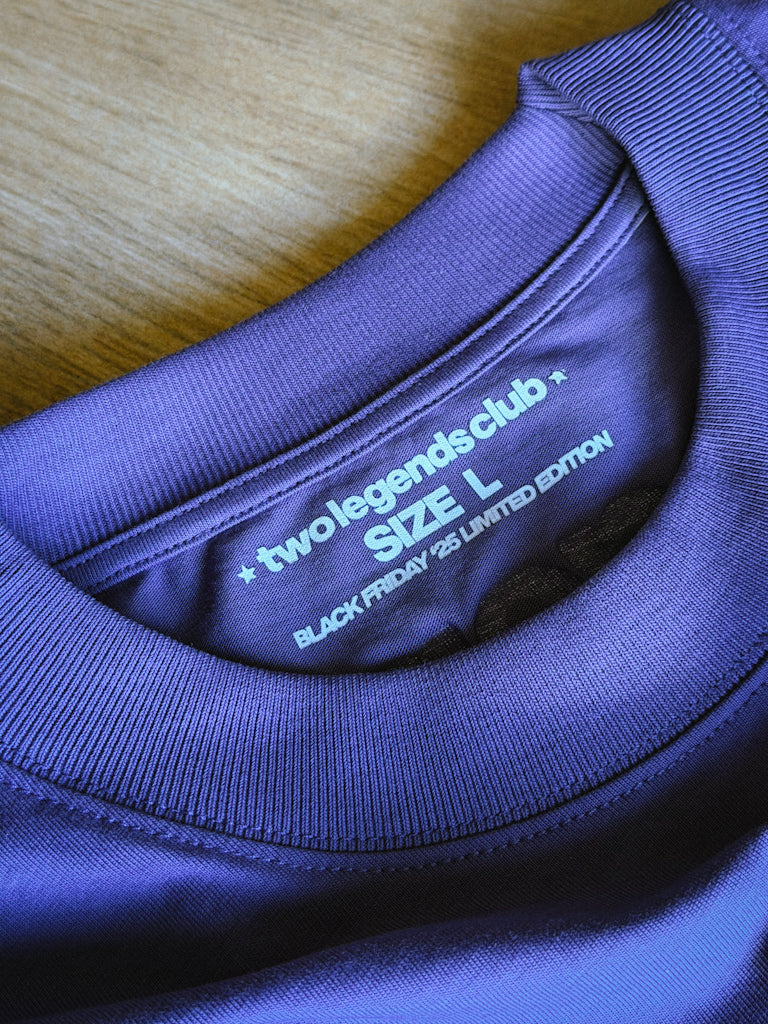 ★twolegendsclub★
SIZE L
BLACK FRIDAY '25 LIMITED EDITION